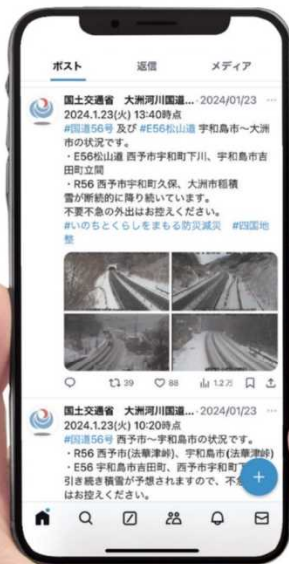 ポスト 返信 メディア
国土交通省 大洲河川国道... · 2024/01/23 ...
2024.1.23(火) 13:40時点
#国道56号 及び #E56松山道 宇和島市〜大洲
市の状況です。
・E56松山道 西予市宇和町下川、宇和島市吉
田町立間
・R56 西予市宇和町久保、大洲市稲積
雪が断続的に降り続いています。
不要不急の外出はお控えください。
#いのちとくらしをまもる防災減災 #四国地
整
39 88 1.2万
国土交通省 大洲河川国道... · 2024/01/23 ...
2024.1.23(火) 10:20時点
#国道56号 西予市〜宇和島市の状況です。
・R56 西予市(法華津峠)、宇和島市(法華津峠)
・E56 宇和島市吉田町、西予市宇和町下
引き続き積雪が予想されますので、不
はお控えください。